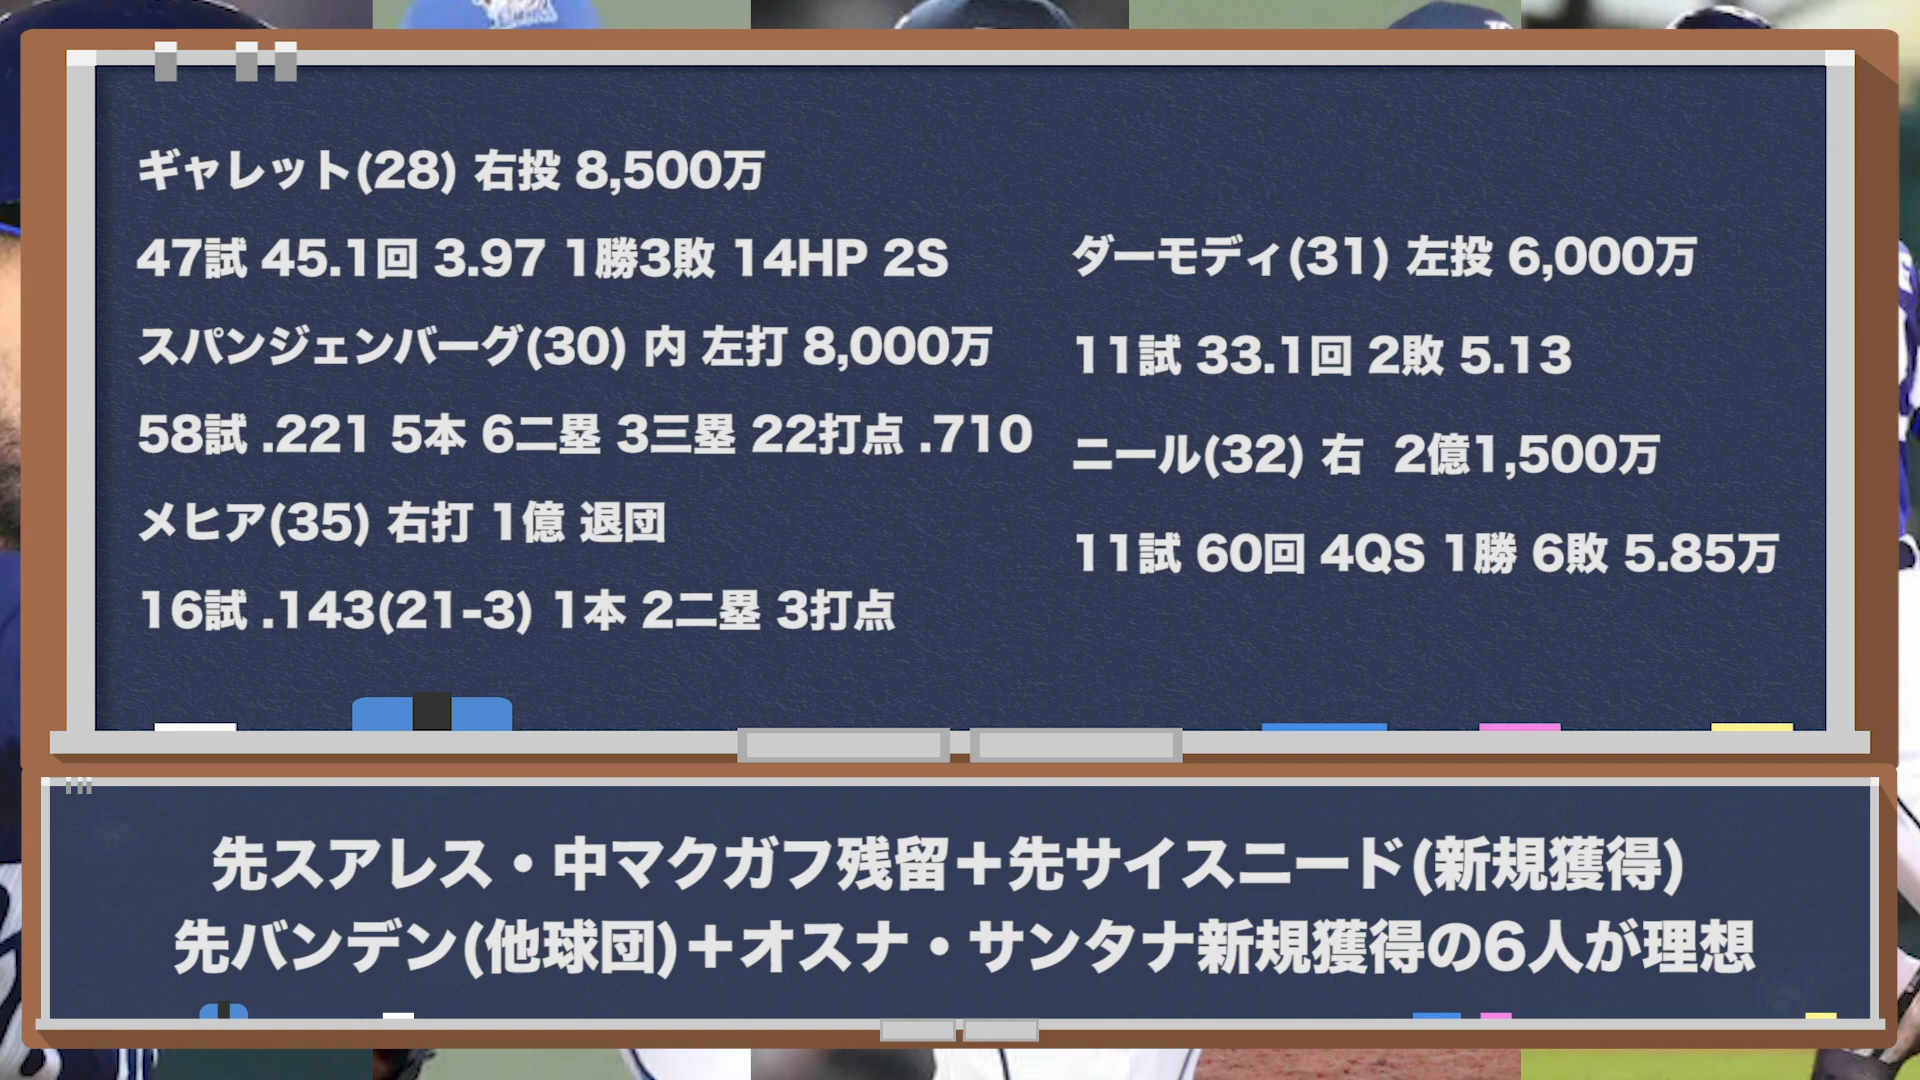 ギャレット(28) 右投 8,500万
47試 45.1回 3.97 1勝3敗 14HP 2S
スパンジェンバーグ(30) 内 左打 8,000万
58試 .221 5本 6二塁 3三塁 22打点 .710
メヒア(35) 右打 1億 退団
16試 .143(21-3) 1本 2二塁 3打点
ダーモディ(31) 左投 6,000万
11試 33.1回 2敗 5.13
ニール(32) 右 2億1,500万
11試 60回 4QS 1勝 6敗 5.85万
先スアレス・中マクガフ残留＋先サイスニード(新規獲得)
先バンデン(他球団)＋オスナ・サンタナ新規獲得の6人が理想